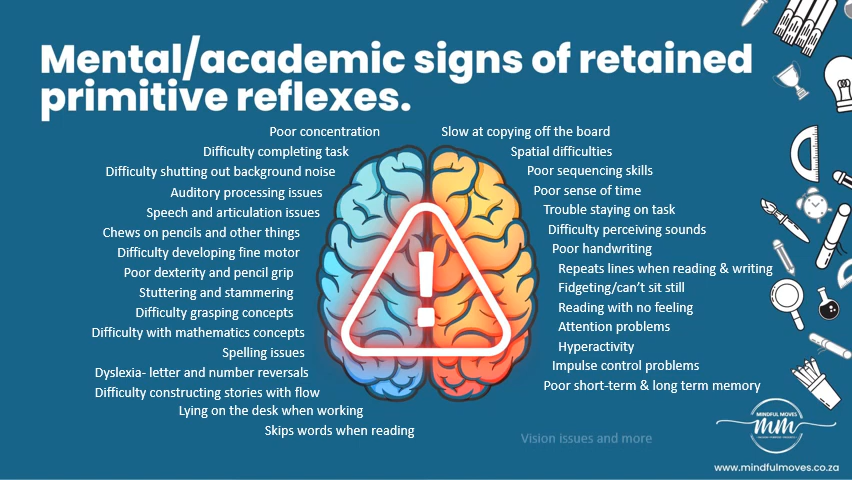 Mental/academic signs of retained
primitive reflexes.
Poor concentration
Difficulty completing task
Difficulty shutting out background noise
Auditory processing issues
Speech and articulation issues
Chews on pencils and other things
Difficulty developing fine motor
Poor dexterity and pencil grip
Stuttering and stammering
Difficulty grasping concepts
Difficulty with mathematics concepts
Spelling issues
Dyslexia- letter and number reversals
Difficulty constructing stories with flow
Lying on the desk when working
Skips words when reading
Slow at copying off the board
Spatial difficulties
Poor sequencing skills
Poor sense of time
Trouble staying on task
Difficulty perceiving sounds
Poor handwriting
Repeats lines when reading & writing
Fidgeting/can't sit still
Reading with no feeling
Attention problems
Hyperactivity
Impulse control problems
Poor short-term & long term memory
Vision issues and more
!
MINDFUL MOVES
mm
www.mindfulmoves.co.za